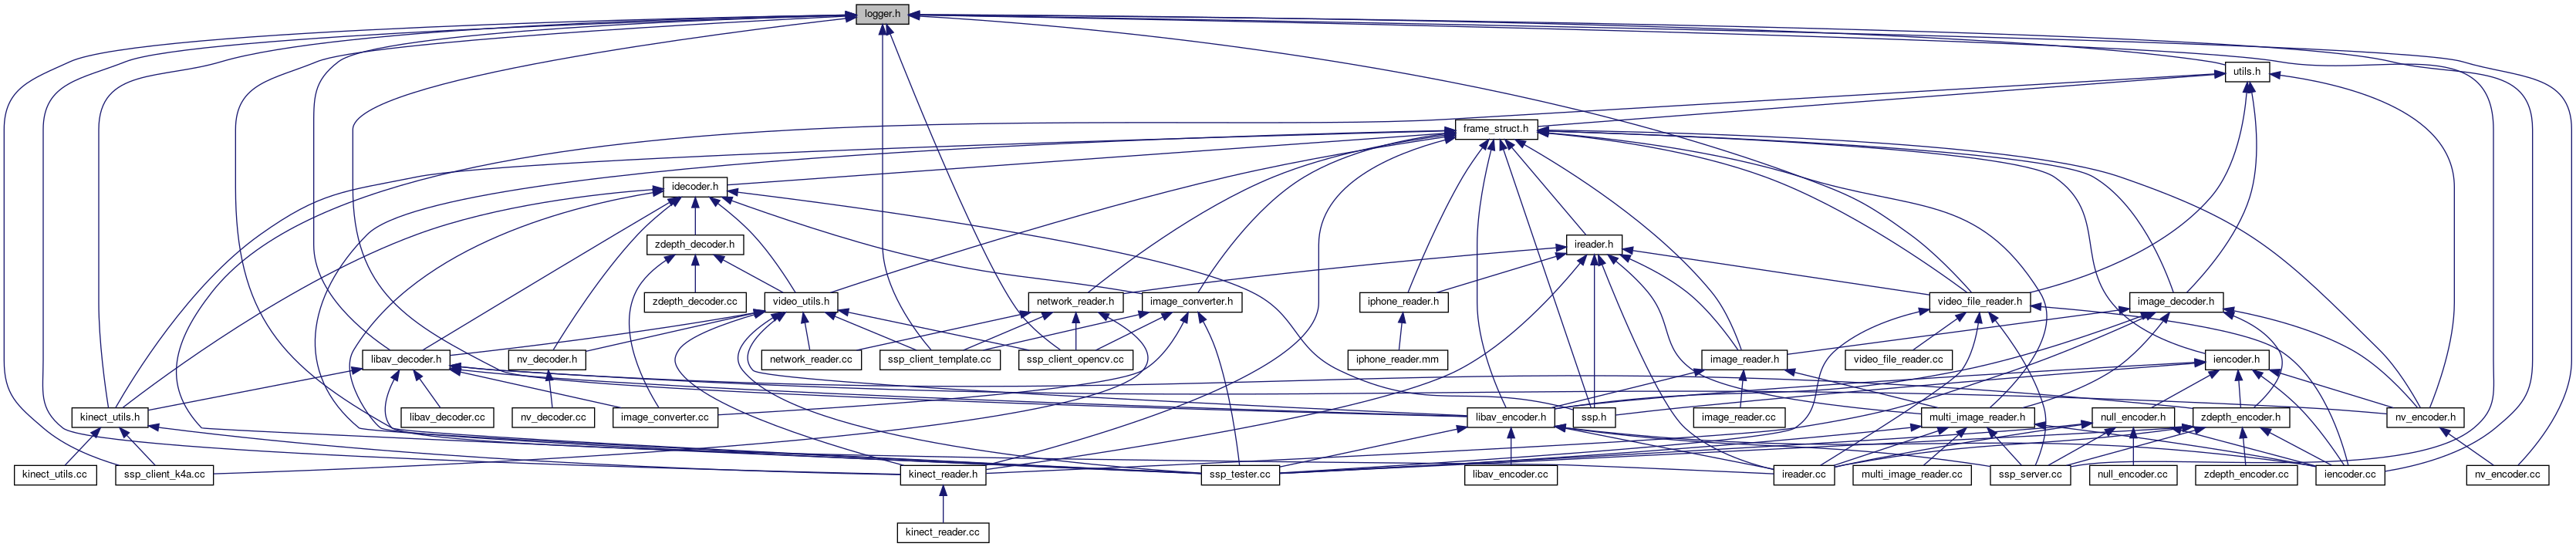 logger.h
utils.h
frame_struct.h
idecoder.h
zdepth_decoder.h
ireader.h
zdepth_decoder.cc
video_utils.h
network_reader.h
image_converter.h
iphone_reader.h
video_file_reader.h
image_decoder.h
libav_decoder.h
nv_decoder.h
network_reader.cc
ssp_client_template.cc
ssp_client_opencv.cc
iphone_reader.mm
image_reader.h
video_file_reader.cc
iencoder.h
kinect_utils.h
libav_decoder.cc
nv_decoder.cc
image_converter.cc
libav_encoder.h
ssp.h
image_reader.cc
multi_image_reader.h
null_encoder.h
zdepth_encoder.h
nv_encoder.h
kinect_utils.cc
ssp_client_k4a.cc
kinect_reader.h
ssp_tester.cc
libav_encoder.cc
ireader.cc
multi_image_reader.cc
ssp_server.cc
null_encoder.cc
zdepth_encoder.cc
iencoder.cc
nv_encoder.cc
kinect_reader.cc